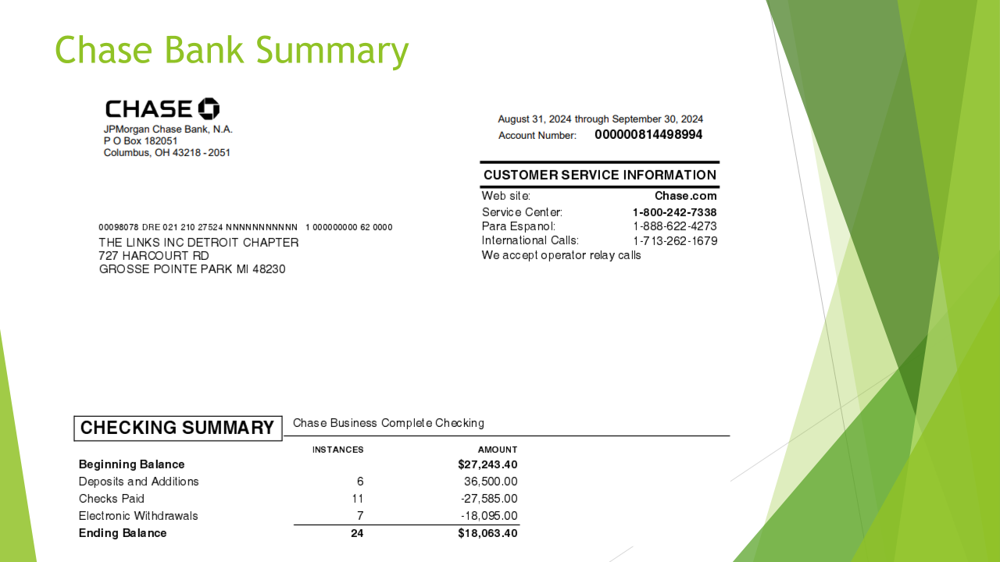 Chase Bank Summary
CHASE
JPMorgan Chase Bank, N.A.
P O Box 182051
Columbus, OH 43218 - 2051
August 31, 2024 through September 30, 2024
Account Number: 000000814498994
CUSTOMER SERVICE INFORMATION
Web site: Chase.com
Service Center: 1-800-242-7338
Para Espanol: 1-888-622-4273
International Calls: 1-713-262-1679
We accept operator relay calls
00098078 DRE 021 210 27524 NNNNNNNNNNN 1 000000000 62 0000
THE LINKS INC DETROIT CHAPTER
727 HARCOURT RD
GROSSE POINTE PARK MI 48230
CHECKING SUMMARY Chase Business Complete Checking
INSTANCES AMOUNT
Beginning Balance $27,243.40
Deposits and Additions 6 36,500.00
Checks Paid 11 -27,585.00
Electronic Withdrawals 7 -18,095.00
Ending Balance 24 $18,063.40